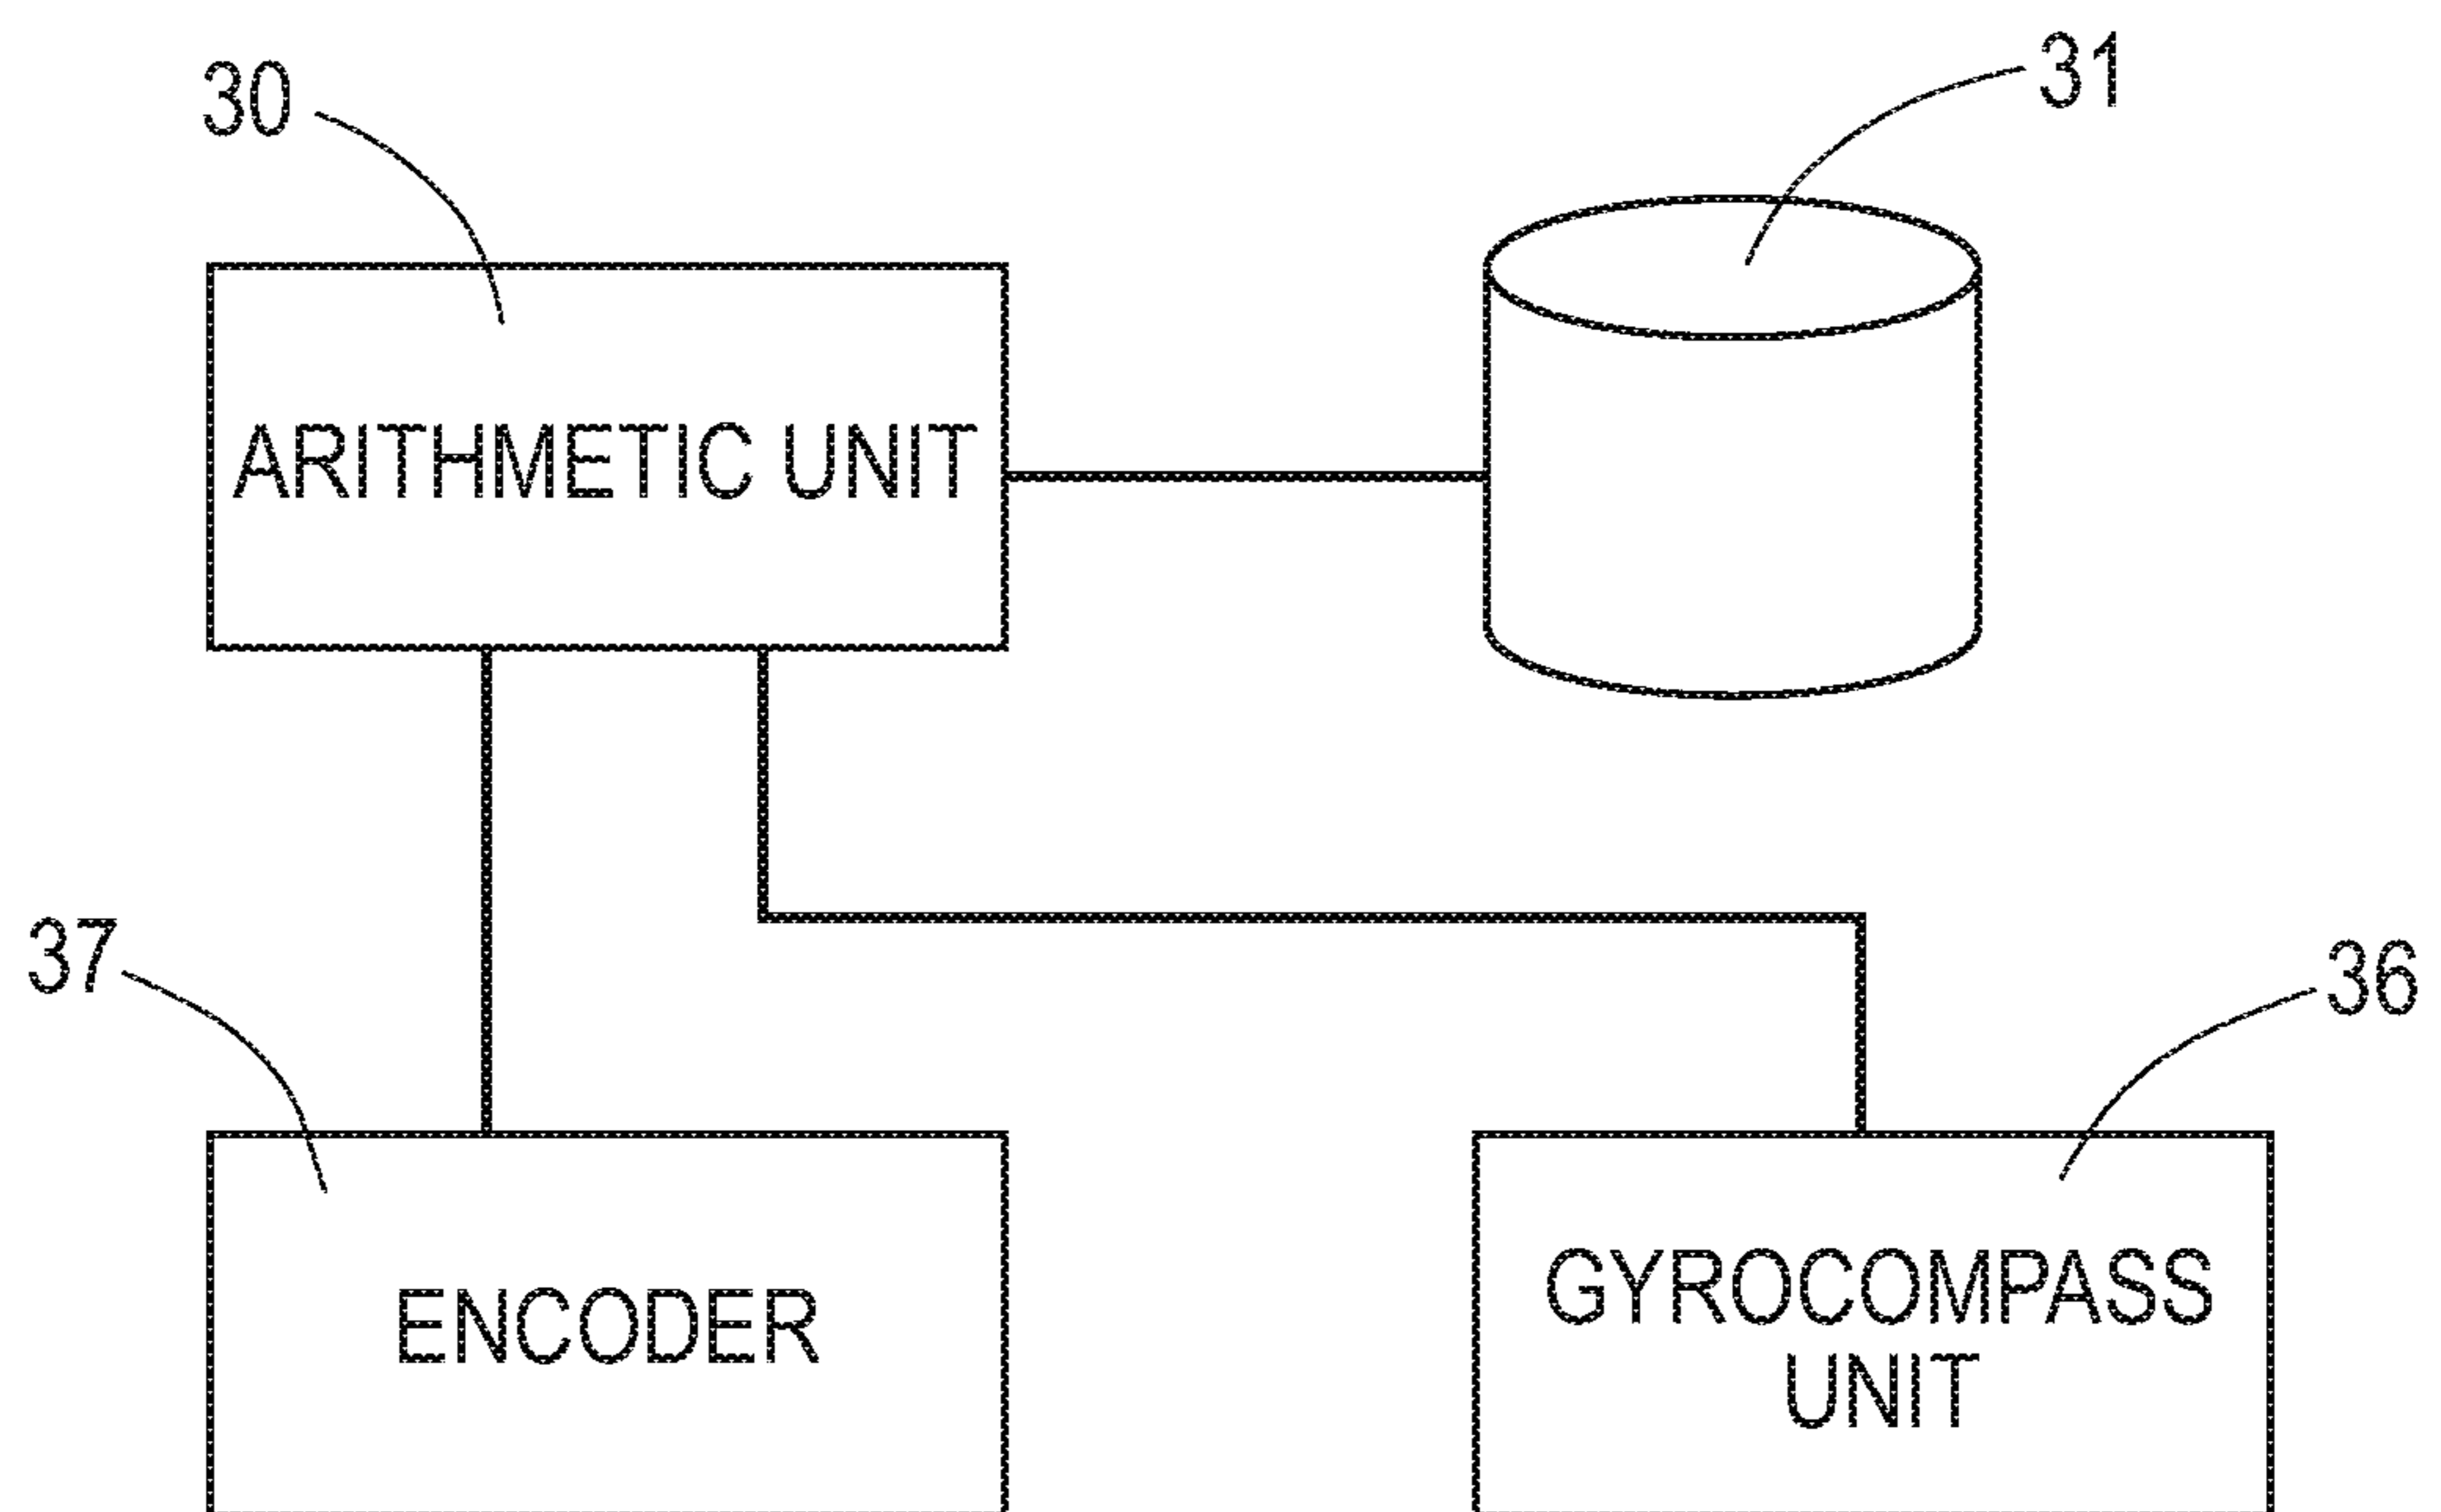 30
31
ARITHMETIC UNIT
37
36
ENCODER
GYROCOMPASS
UNIT